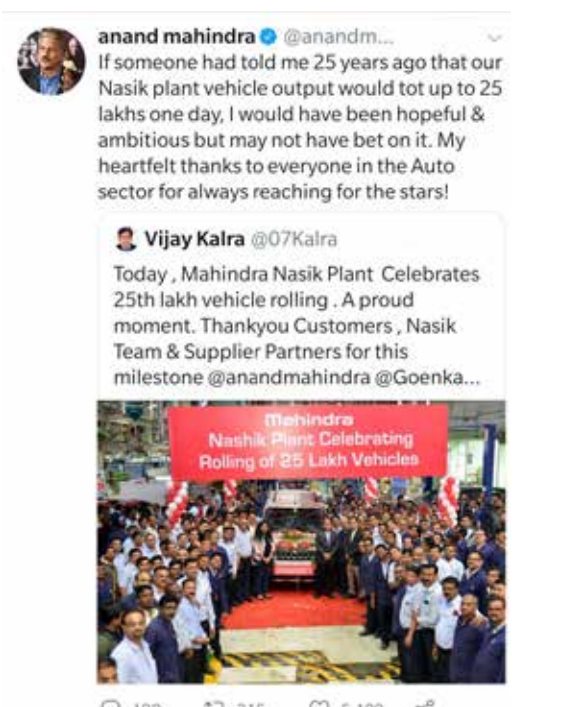 anand mahindra @anandm...
If someone had told me 25 years ago that our
Nasik plant vehicle output would tot up to 25
lakhs one day, I would have been hopeful &
ambitious but may not have bet on it. My
heartfelt thanks to everyone in the Auto
sector for always reaching for the stars!
Vijay Kalra @07Kalra
Today , Mahindra Nasik Plant Celebrates
25th lakh vehicle rolling . A proud
moment. Thankyou Customers , Nasik
Team & Supplier Partners for this
milestone @anandmahindra @Goenka...
Mahindra
Nashik Plant Celebrating
Rolling of 25 Lakh Vehicles